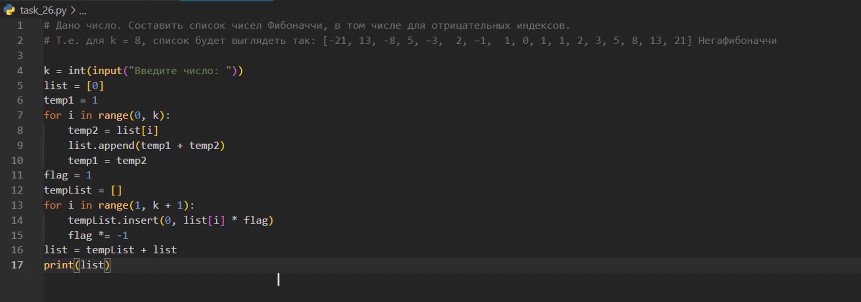 task_26.py > ...
1 # Дано число. Составить список чисел Фибоначчи, в том числе для отрицательных индексов.
2 # Т.е. для k = 8, список будет выглядеть так: [-21, 13, -8, 5, −3, 2, −1, 1, 0, 1, 1, 2, 3, 5, 8, 13, 21] Негафибоначчи
3
4 k = int(input("Введите число: "))
5 list = [0]
6 temp1 = 1
7 for i in range(0, k):
8 temp2 = list[i]
9 list.append(temp1 + temp2)
10 temp1 = temp2
11 flag = 1
12 tempList = []
13 for i in range(1, k + 1):
14 tempList.insert(0, list[i] * flag)
15 flag *= -1
16 list = tempList + list
17 print(list)